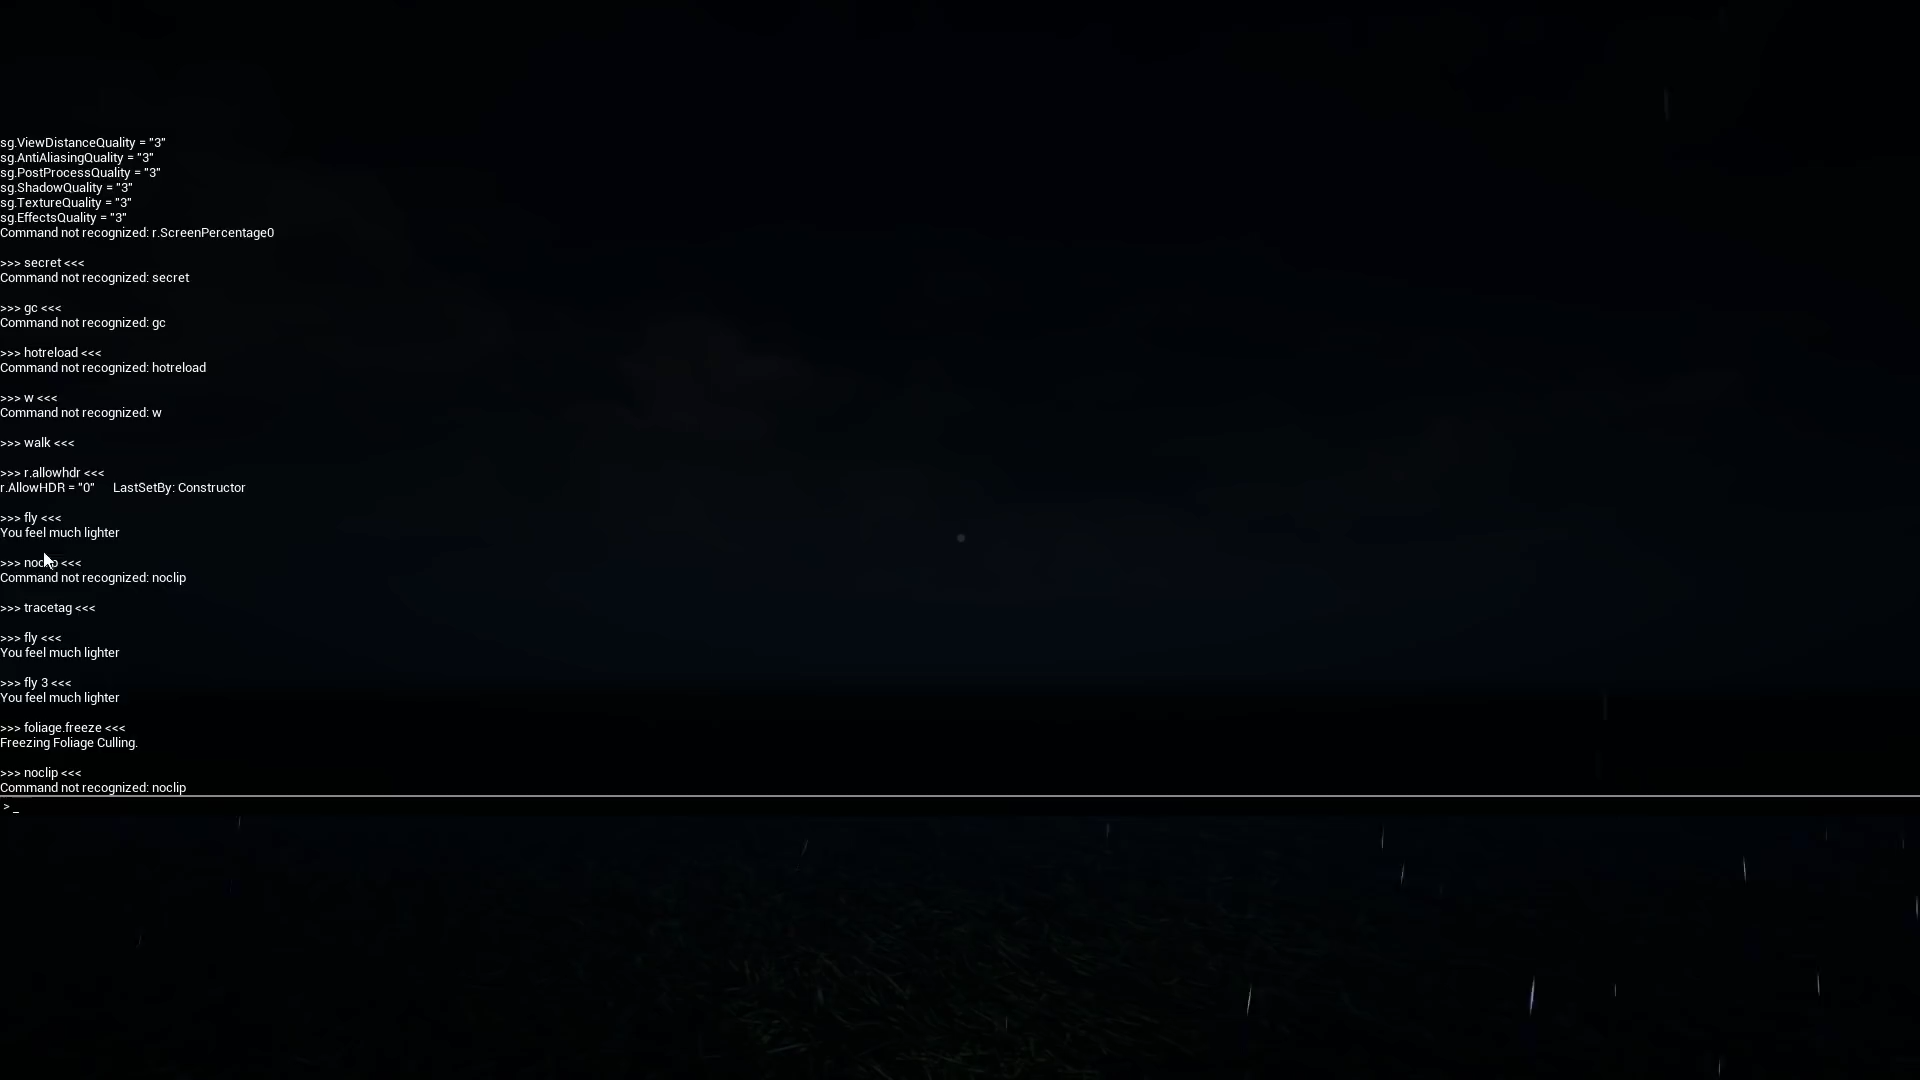 sg.ViewDistanceQuality = "3"
sg.AntiAliasingQuality = "3"
sg.PostProcessQuality = "3"
sg.ShadowQuality = "3"
sg.TextureQuality = "3"
sg.EffectsQuality = "3"
Command not recognized: r.ScreenPercentage0
>>> secret <<<
Command not recognized: secret
>>> gc <<<
Command not recognized: gc
>>> hotreload <<<
Command not recognized: hotreload
>>> w <<<
Command not recognized: w
>>> walk <<<
>>> r.allowhdr <<<
r.AllowHDR = "0" LastSetBy: Constructor
>>> fly <<<
You feel much lighter
>>> noclip <<<
Command not recognized: noclip
>>> tracetag <<<
>>> fly <<<
You feel much lighter
>>> fly 3 <<<
You feel much lighter
>>> foliage.freeze <<<
Freezing Foliage Culling.
>>> noclip <<<
Command not recognized: noclip
> _